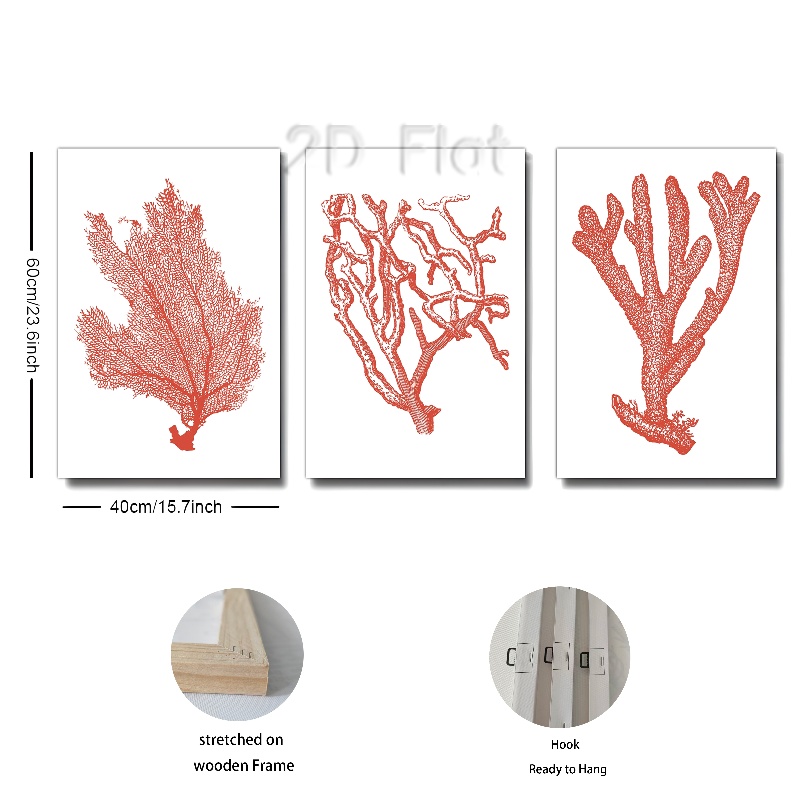 2D Flat
60cm/23.6inch
40cm/15.7inch
stretched on
wooden Frame
Hook
Ready to Hang